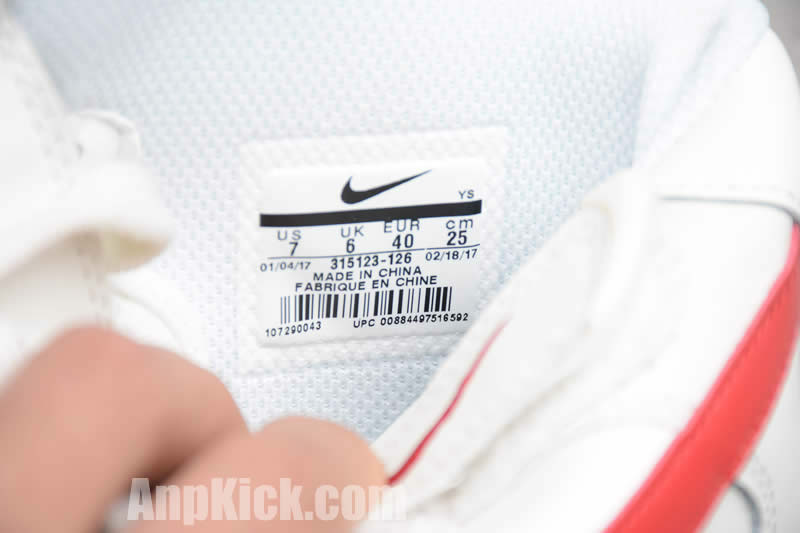 YS
US UK EUR cm
7 6 40 25
01/04/17 315123-126 02/18/17
MADE IN CHINA
FABRIQUE EN CHINE
107290043 UPC 00884497516592
AnpKick.com